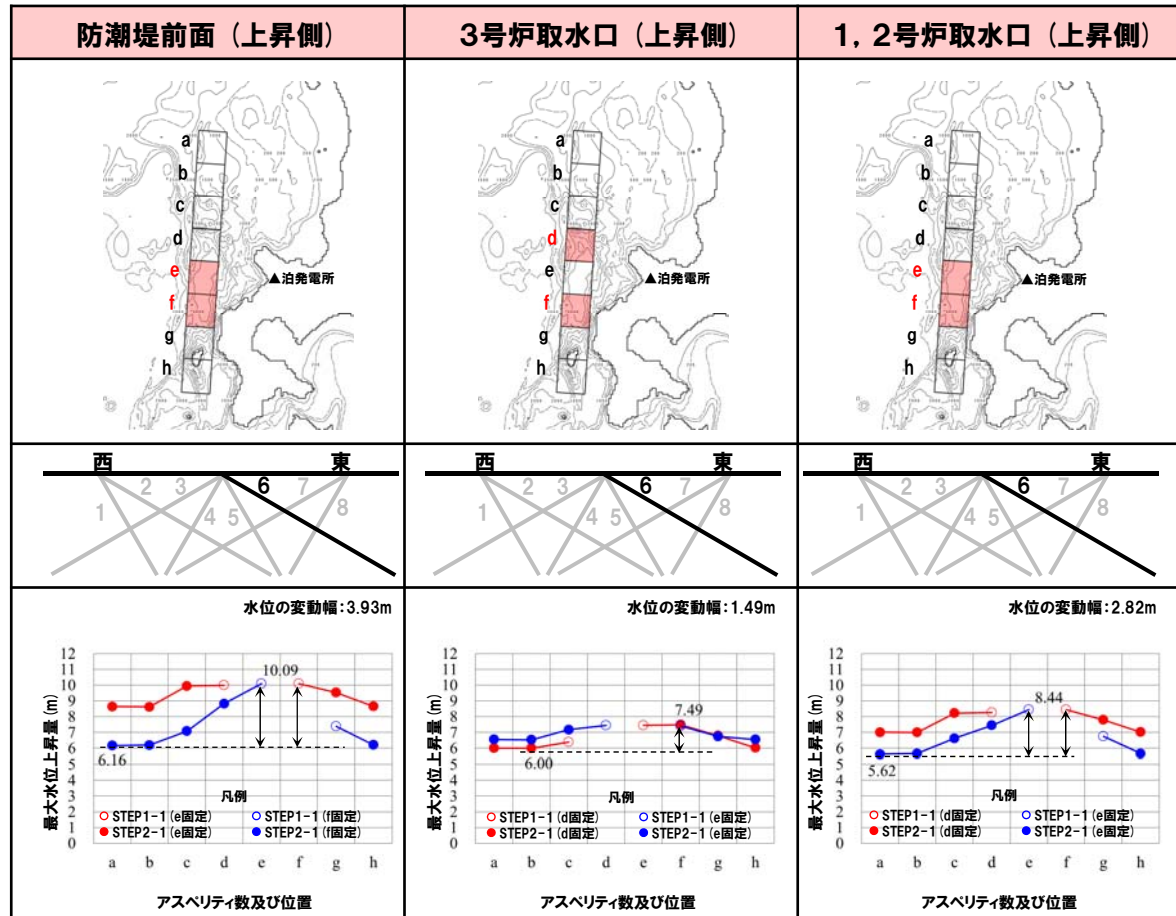 防潮堤前面（上昇側）
3号炉取水口（上昇側）
1，2号炉取水口（上昇側）
a
b
c
d
e
f
g
h
▲泊発電所
a
b
c
d
e
f
g
h
▲泊発電所
a
b
c
d
e
f
g
h
▲泊発電所
西 東
1 2 3 4 5 6 7 8
西 東
1 2 3 4 5 6 7 8
西 東
1 2 3 4 5 6 7 8
水位の変動幅：3.93m
最大水位上昇量（m）
12
11
10
9
8
7
6
5
4
3
2
1
0
10.09
6.16
凡例
STEP1-1（e固定） STEP1-1（f固定）
STEP2-1（e固定） STEP2-1（f固定）
a b c d e f g h
アスペリティ数及び位置
水位の変動幅：1.49m
最大水位上昇量（m）
12
11
10
9
8
7
6
5
4
3
2
1
0
7.49
6.00
凡例
STEP1-1（d固定） STEP1-1（e固定）
STEP2-1（d固定） STEP2-1（e固定）
a b c d e f g h
アスペリティ数及び位置
水位の変動幅：2.82m
最大水位上昇量（m）
12
11
10
9
8
7
6
5
4
3
2
1
0
8.44
5.62
凡例
STEP1-1（d固定） STEP1-1（e固定）
STEP2-1（d固定） STEP2-1（e固定）
a b c d e f g h
アスペリティ数及び位置